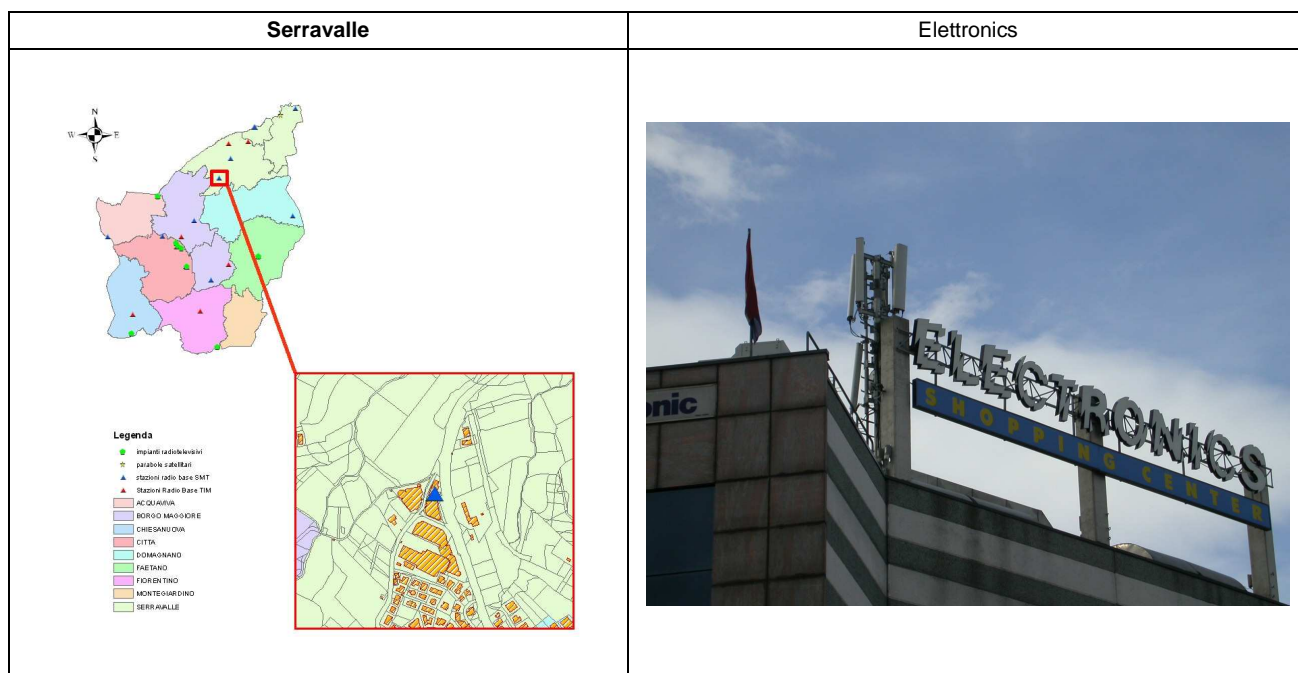 Serravalle
Elettronics
N
W E
S
Legenda
impianti radiotelevisivi
parabole satellitari
stazioni radio base SMT
Stazioni Radio Base TIM
ACQUAVIVA
BORGO MAGGIORE
CHIESANUOVA
CITTA
DOMAGNANO
FAETANO
FIORENTINO
MONTEGIARDINO
SERRAVALLE
onic
ELECTRONICS
SHOPPING CENTER